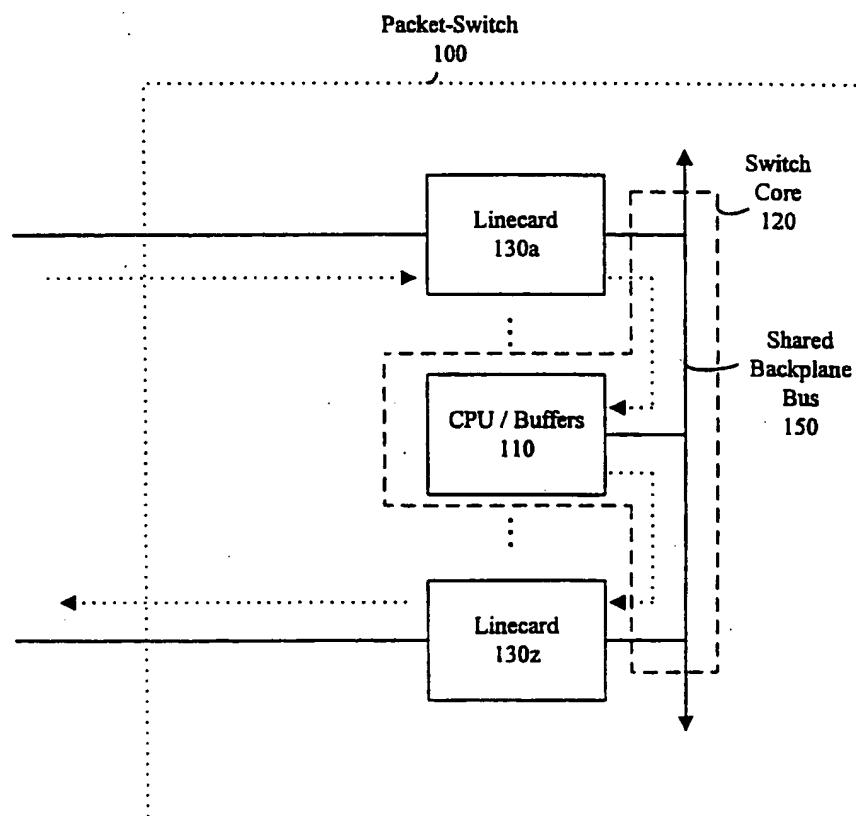 Packet-Switch
100
Switch
Core
120
Linecard
130a
Shared
Backplane
Bus
150
CPU / Buffers
110
Linecard
130z